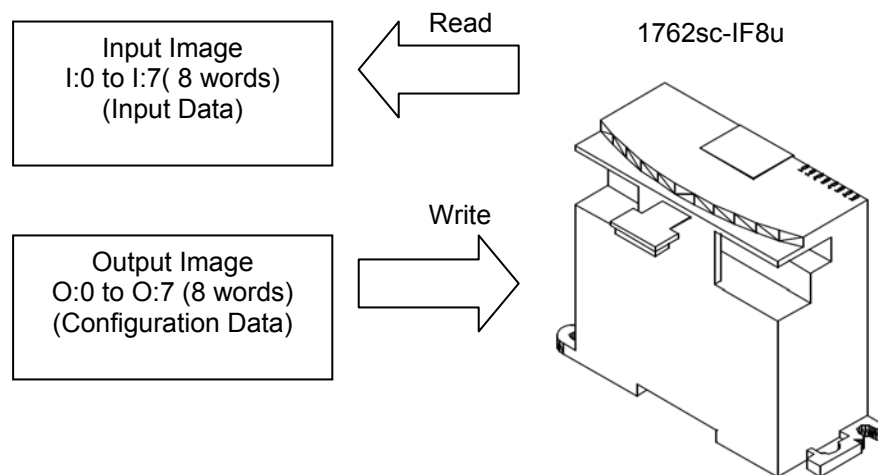 Input Image
I:0 to I:7( 8 words)
(Input Data)
Read
1762sc-IF8u
Output Image
O:0 to O:7 (8 words)
(Configuration Data)
Write